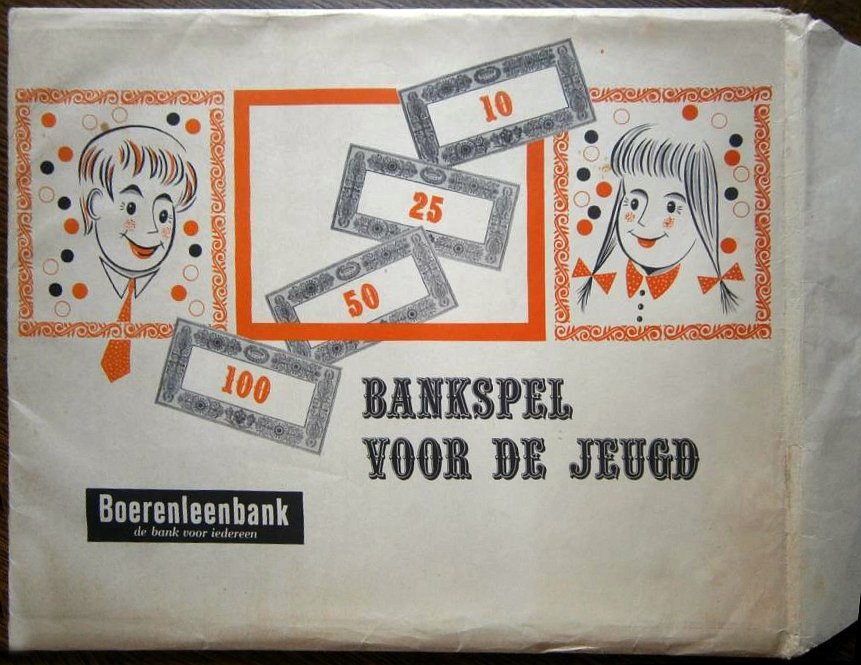 10
25
50
100
BANKSPEL
VOOR DE JEUGD
Boerenleenbank
de bank voor iedereen